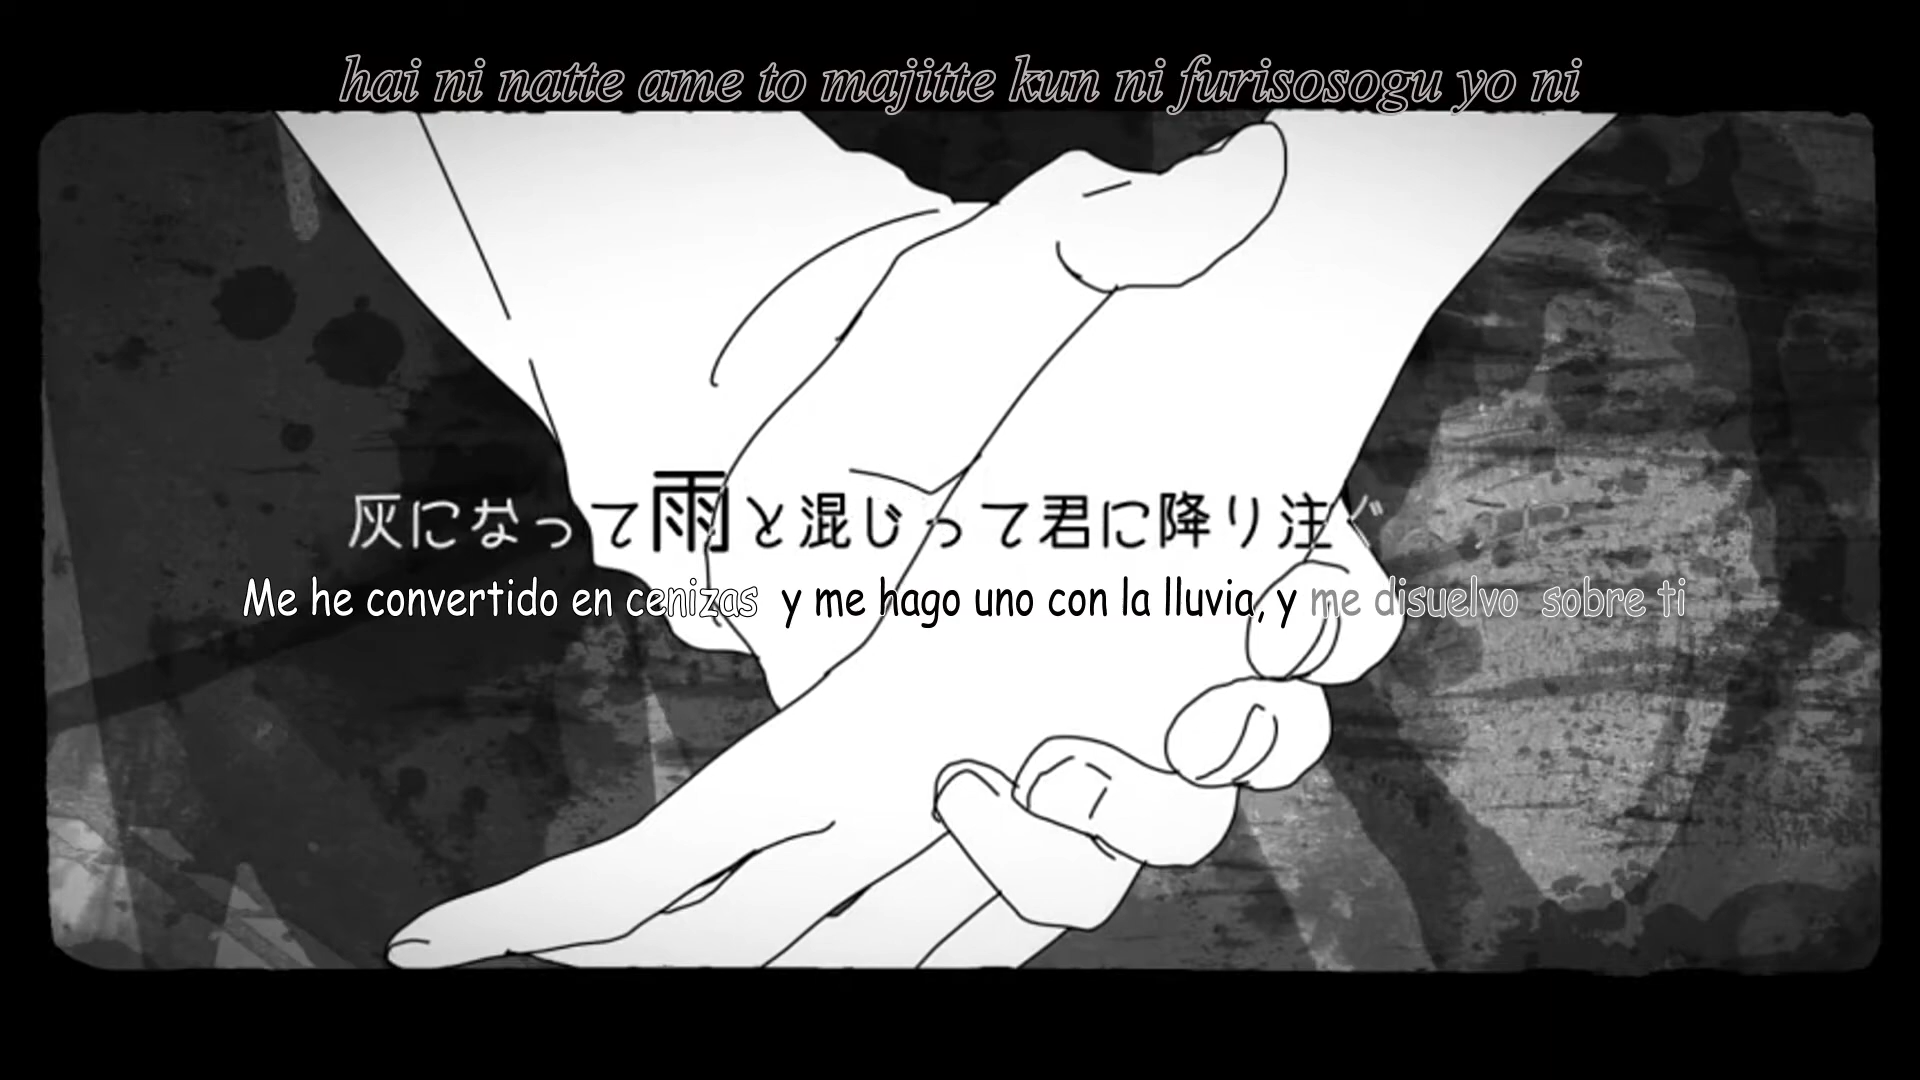 hai ni natte ame to majitte kun ni furisosogu yo ni
灰になって雨と混じって君に降り注ぐ
Me he convertido en cenizas y me hago uno con la lluvia, y me disuelvo sobre ti